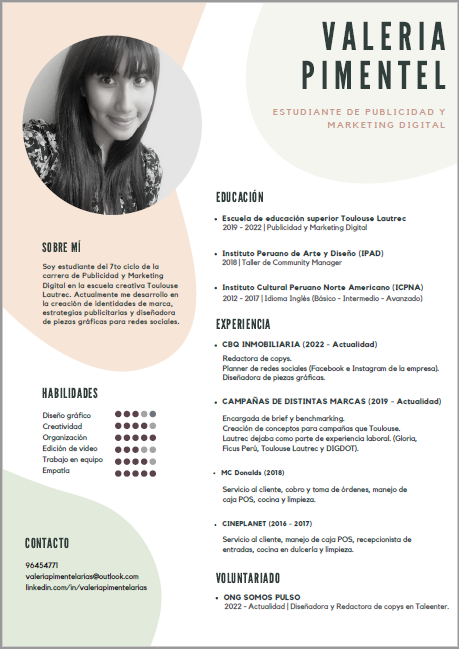 VALERIA
PIMENTEL
ESTUDIANTE DE PUBLICIDAD Y
MARKETING DIGITAL
SOBRE MÍ
Soy estudiante del 7to ciclo de la
carrera de Publicidad y Marketing
Digital en la escuela creativa Toulouse
Lautrec. Actualmente me desarrollo en
la creación de identidades de marca,
estrategias publicitarias y diseñadora
de piezas gráficas para redes sociales.
HABILIDADES
Diseño gráfico
Creatividad
Organización
Edición de video
Trabajo en equipo
Empatía
CONTACTO
96454771
valeriapimentelarias@outlook.com
linkedin.com/in/valeriapimentelarias
EDUCACIÓN
• Escuela de educación superior Toulouse Lautrec
2019 - 2022 | Publicidad y Marketing Digital
• Instituto Peruano de Arte y Diseño (IPAD)
2018 | Taller de Community Manager
• Instituto Cultural Peruano Norte Americano (ICPNA)
2012 - 2017 | Idioma Inglés (Básico - Intermedio - Avanzado)
EXPERIENCIA
• CBQ INMOBILIARIA (2022 - Actualidad)
Redactora de copys.
Planner de redes sociales (Facebook e Instagram de la empresa).
Diseñadora de piezas gráficas.
• CAMPAÑAS DE DISTINTAS MARCAS (2019 - Actualidad)
Encargada de brief y benchmarking.
Creación de conceptos para campañas que Toulouse
Lautrec dejaba como parte de experiencia laboral. (Gloria,
Ficus Perú, Toulouse Lautrec y DIGDOT).
• MC Donalds (2018)
Servicio al cliente, cobro y toma de órdenes, manejo de
caja POS, cocina y limpieza.
• CINEPLANET (2016 - 2017)
Servicio al cliente, manejo de caja POS, recepcionista de
entradas, cocina en dulcería y limpieza.
VOLUNTARIADO
• ONG SOMOS PULSO
2022 - Actualidad | Diseñadora y Redactora de copys en Taleenter.